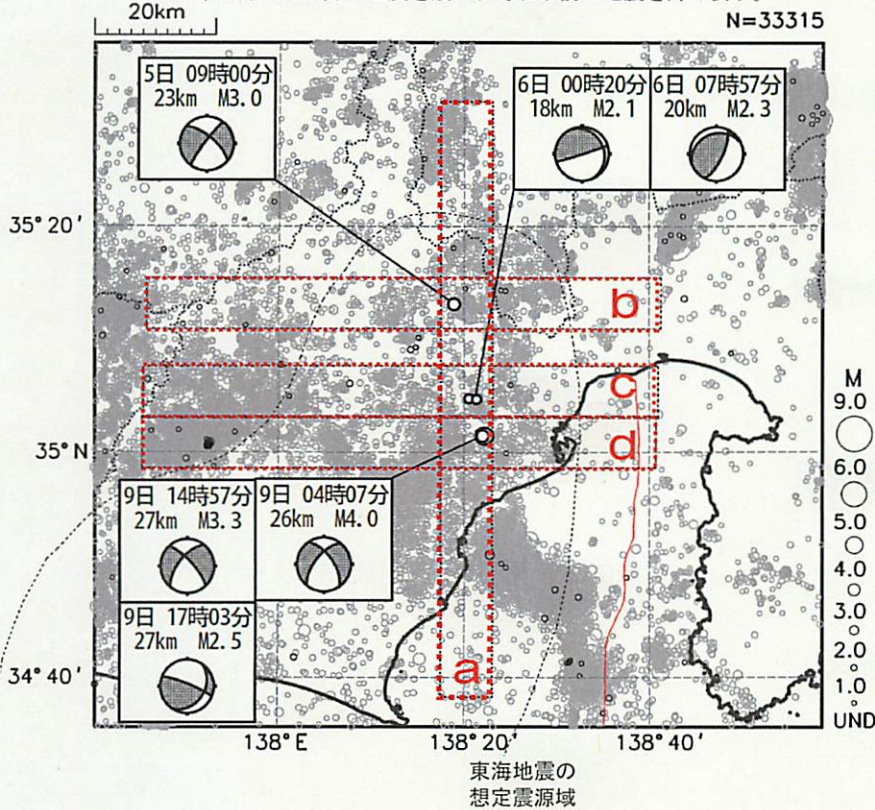 20km
N=33315
5日 09時00分
23km M3.0
6日 00時20分
18km M2.1
6日 07時57分
20km M2.3
35°20'
b
c
M
9.0
35°N
d
6.0
9日 14時57分
27km M3.3
9日 04時07分
26km M4.0
5.0
4.0
9日 17時03分
27km M2.5
3.0
2.0
34°40'
a
1.0
UND
138°E
138°20'
138°40'
東海地震の
想定震源域